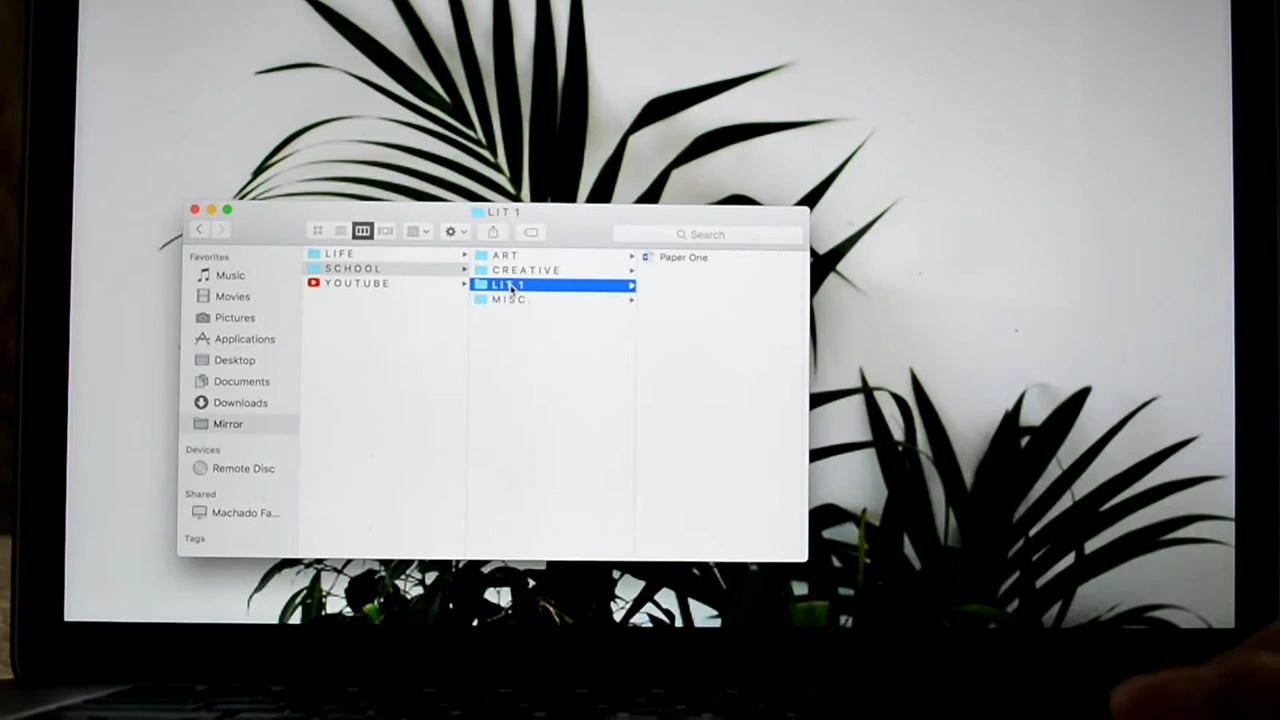 LIT 1
Search
Favorites
Music
Movies
Pictures
Applications
Desktop
Documents
Downloads
Mirror
Devices
Remote Disc
Shared
Machado Fa...
Tags
LIFE
SCHOOL
YOUTUBE
ART
CREATIVE
LIT 1
MISC.
Paper One